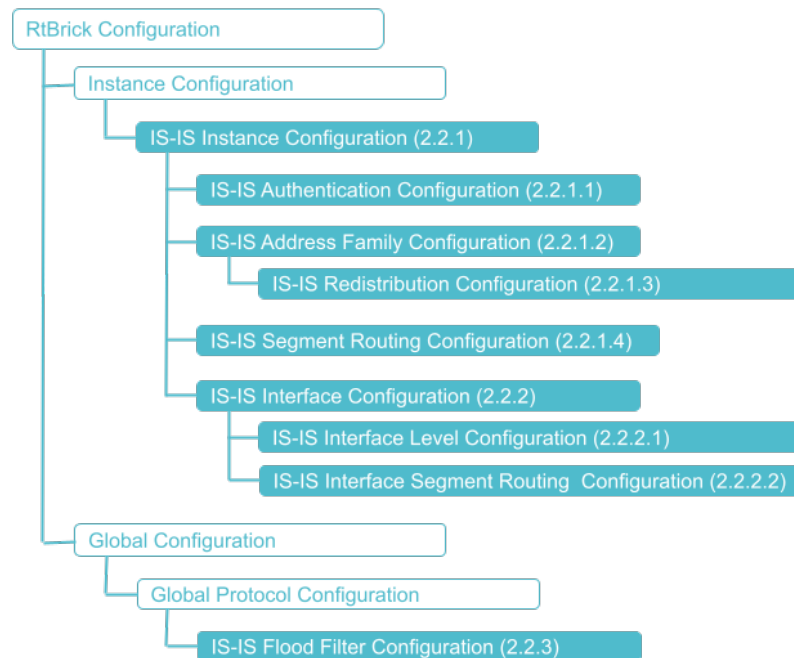 RtBrick Configuration
Instance Configuration
IS-IS Instance Configuration (2.2.1)
IS-IS Authentication Configuration (2.2.1.1)
IS-IS Address Family Configuration (2.2.1.2)
IS-IS Redistribution Configuration (2.2.1.3)
IS-IS Segment Routing Configuration (2.2.1.4)
IS-IS Interface Configuration (2.2.2)
IS-IS Interface Level Configuration (2.2.2.1)
IS-IS Interface Segment Routing  Configuration (2.2.2.2)
Global Configuration
Global Protocol Configuration
IS-IS Flood Filter Configuration (2.2.3)